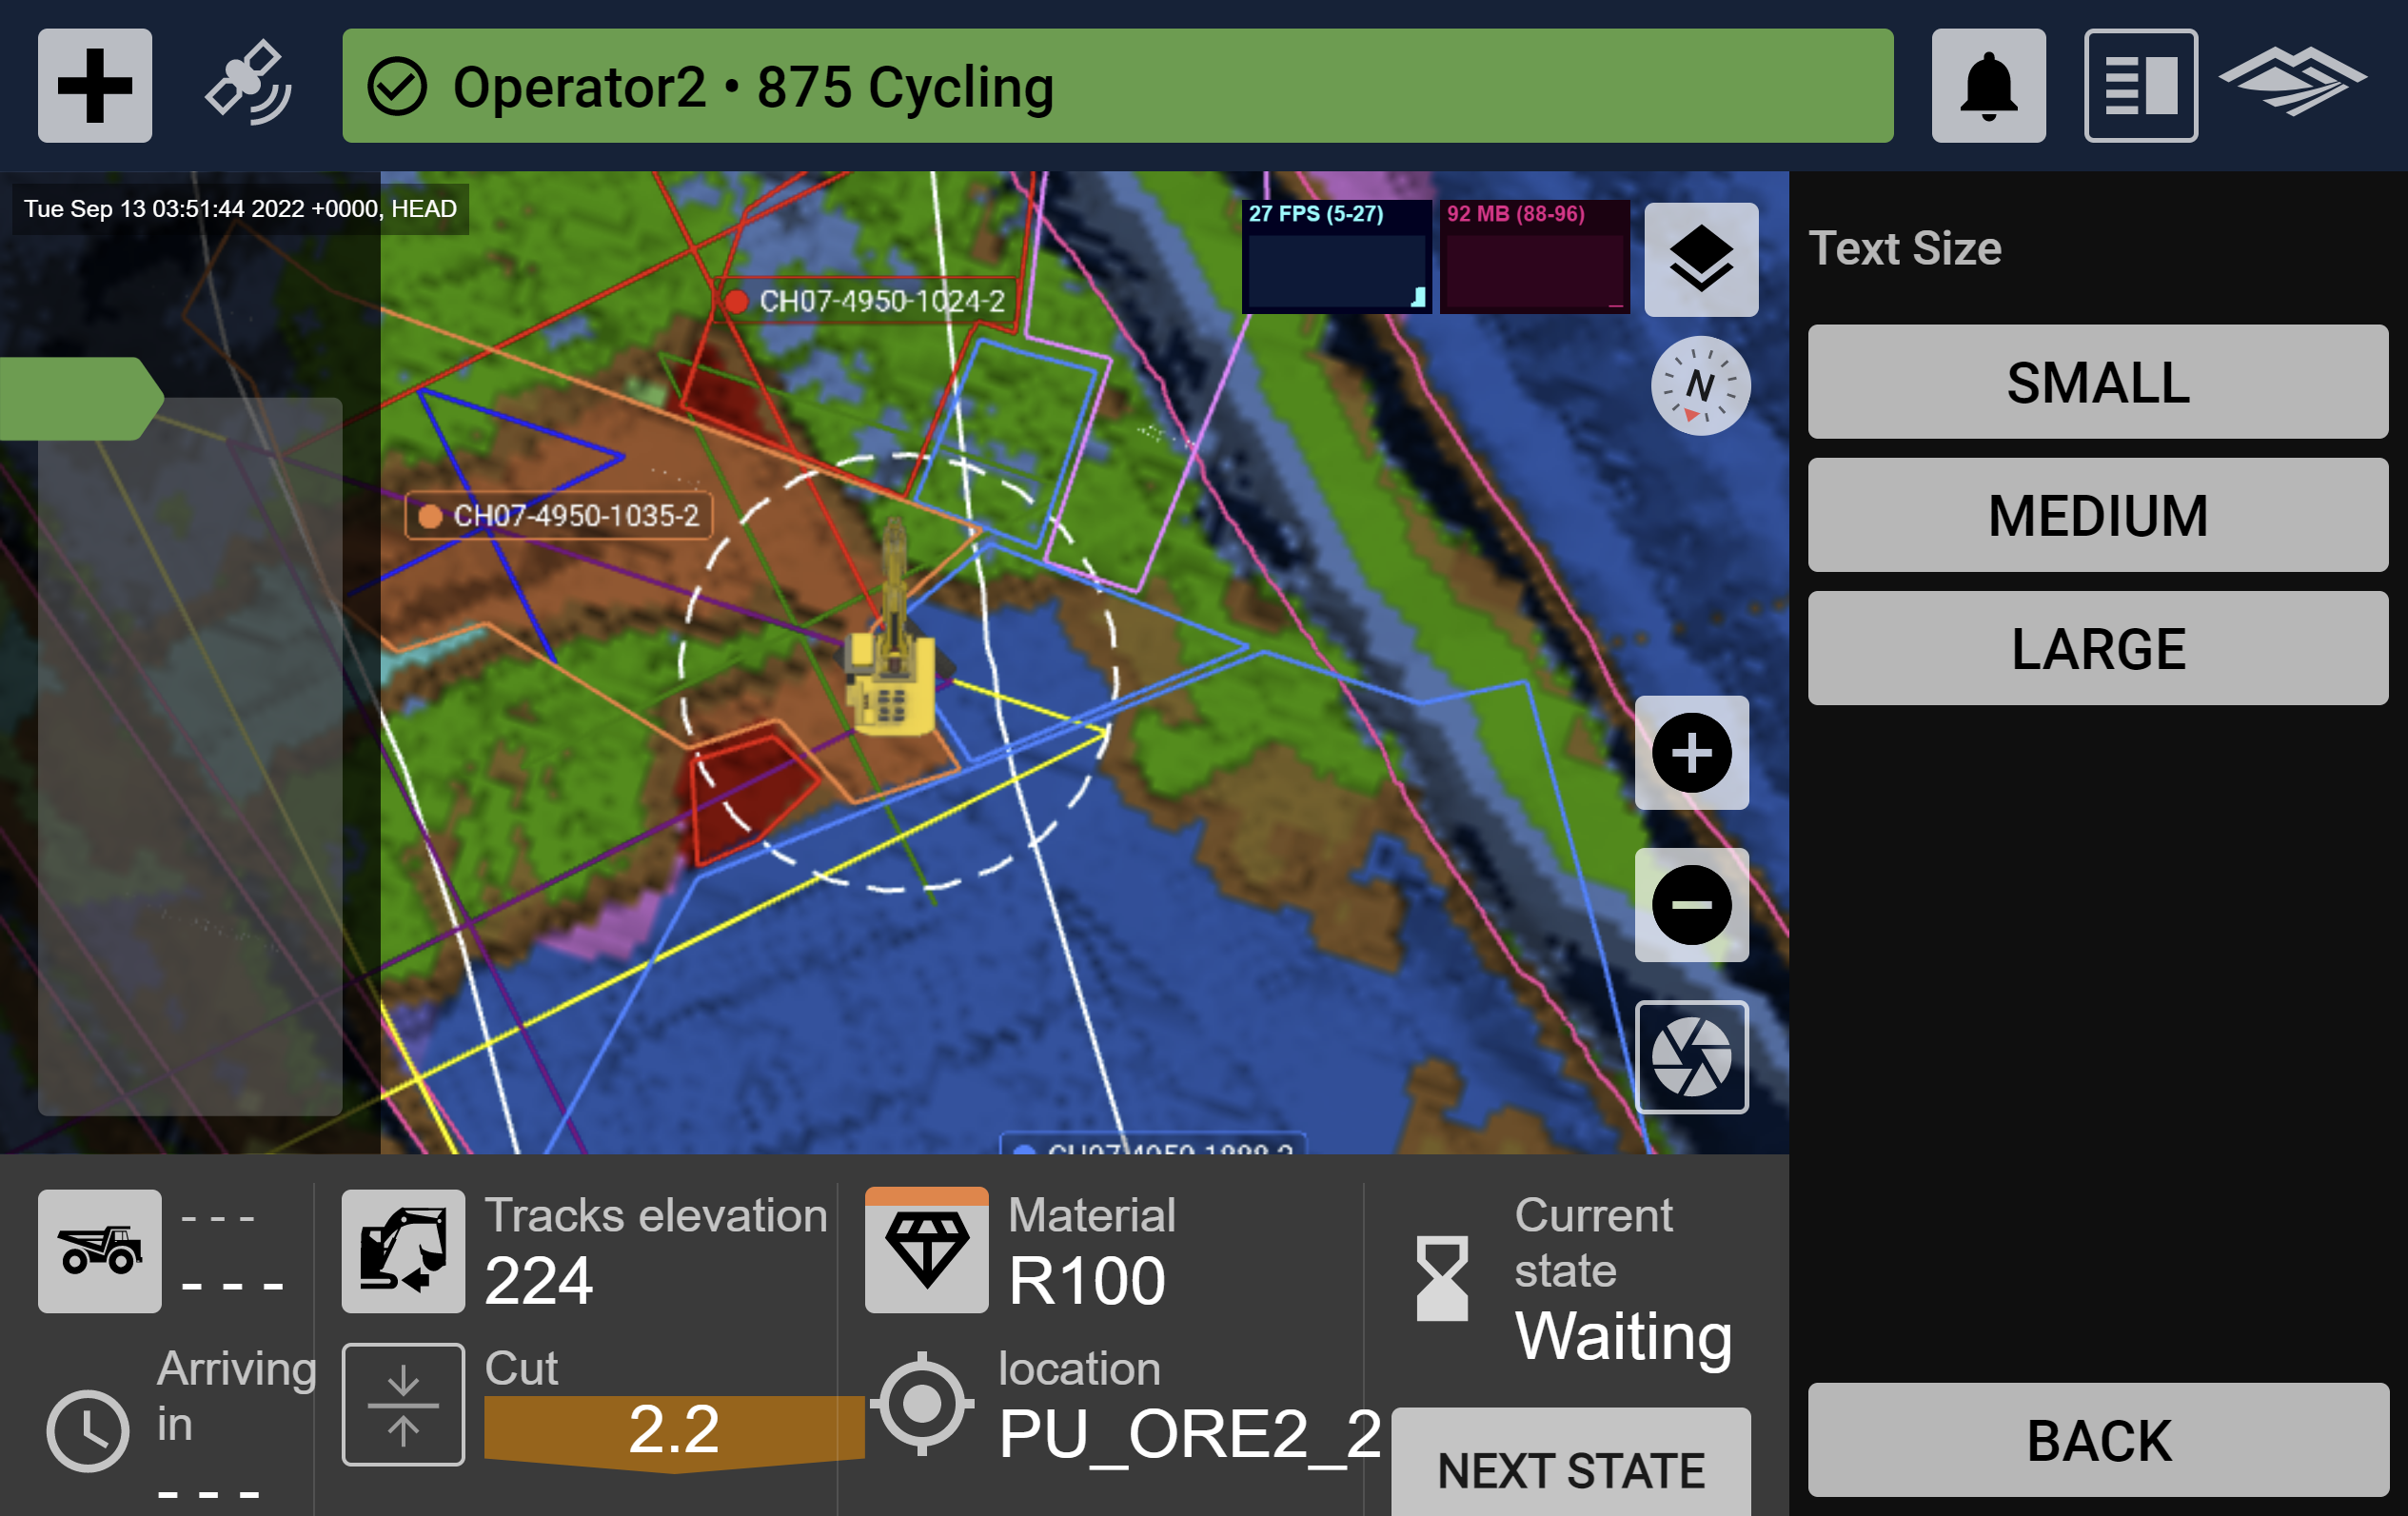 Operator2 • 875 Cycling
Tue Sep 13 03:51:44 2022 +0000, HEAD
27 FPS (5-27)
92 MB (88-96)
CH07-4950-1024-2
N
CH07-4950-1035-2
Text Size
SMALL
MEDIUM
LARGE
BACK
- - -
- - -
Arriving
in
- - -
Tracks elevation
224
Cut
2.2
Material
R100
location
PU_ORE2_2
Current
state
Waiting
NEXT STATE